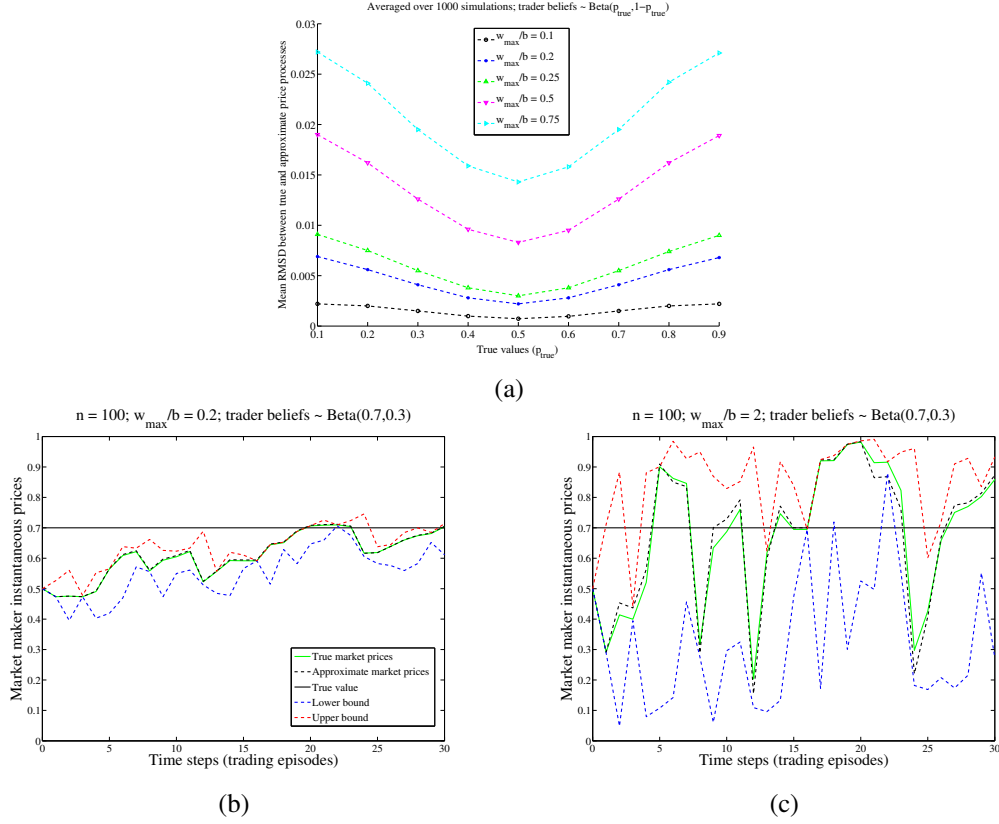 Averaged over 1000 simulations; trader beliefs ~ Beta(p_true,1−p_true)
Mean RMSD between true and approximate price processes
0.03
0.025
0.02
0.015
0.01
0.005
0
w_max/b = 0.1
w_max/b = 0.2
w_max/b = 0.25
w_max/b = 0.5
w_max/b = 0.75
0.1 0.2 0.3 0.4 0.5 0.6 0.7 0.8 0.9
True values (p_true)
(a)
n = 100; w_max/b = 0.2; trader beliefs ~ Beta(0.7,0.3)
Market maker instantaneous prices
1
0.9
0.8
0.7
0.6
0.5
0.4
0.3
0.2
0.1
0
True market prices
Approximate market prices
True value
Lower bound
Upper bound
0 5 10 15 20 25 30
Time steps (trading episodes)
(b)
n = 100; w_max/b = 2; trader beliefs ~ Beta(0.7,0.3)
Market maker instantaneous prices
1
0.9
0.8
0.7
0.6
0.5
0.4
0.3
0.2
0.1
0
0 5 10 15 20 25 30
Time steps (trading episodes)
(c)